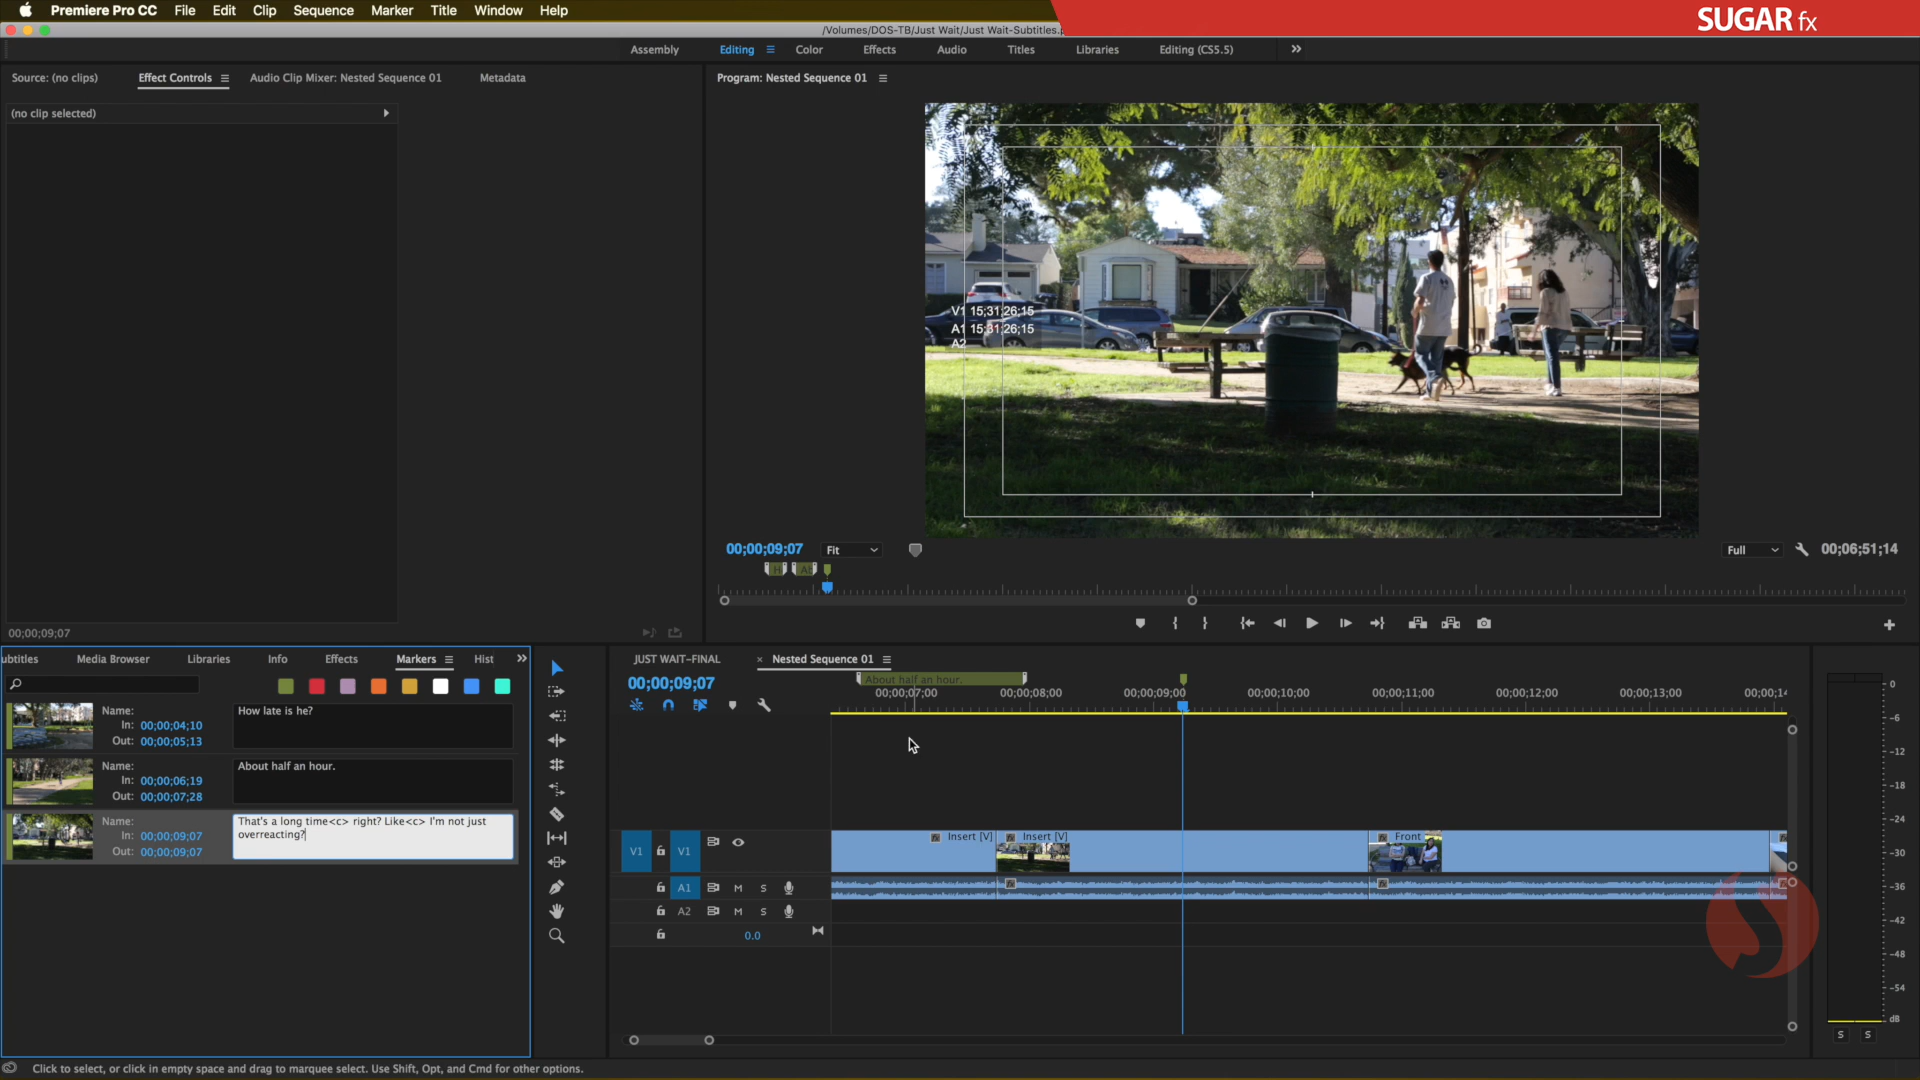 Premiere Pro CC File Edit Clip Sequence Marker Title Window Help
SUGAR fx
/Volumes/DOS-TB/Just Wait/Just Wait-Subtitles.p
Assembly Editing Color Effects Audio Titles Libraries Editing (CS5.5)
Source: (no clips) Effect Controls Audio Clip Mixer: Nested Sequence 01 Metadata
Program: Nested Sequence 01
(no clip selected)
V1 15;31;26;15
A1 15;31;26;15
A2
00;00;09;07 Fit Full 00;06;51;14
H Ab
00;00;09;07
ubtitles Media Browser Libraries Info Effects Markers Hist
JUST WAIT-FINAL × Nested Sequence 01
00;00;09;07
About half an hour.
00;00;07;00 00;00;08;00 00;00;09;00 00;00;10;00 00;00;11;00 00;00;12;00 00;00;13;00 00;00;14
Name: How late is he?
In: 00;00;04;10
Out: 00;00;05;13
Name: About half an hour.
In: 00;00;06;19
Out: 00;00;07;28
Name: That's a long time<c> right? Like<c> I'm not just
In: 00;00;09;07 overreacting?
Out: 00;00;09;07
V1 V1 fx Insert [V] fx Insert [V] fx Front
A1 M S
A2 M S
0.0
0
-6
-12
-18
-24
-30
-36
-42
-48
-54
dB
S S
Click to select, or click in empty space and drag to marquee select. Use Shift, Opt, and Cmd for other options.